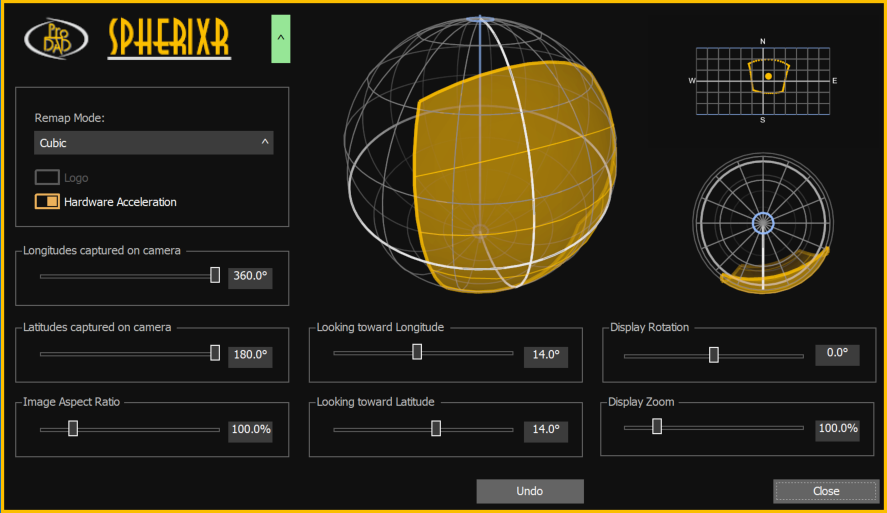 Pro
DAD
SPHERIXR
^
N
W
E
S
Remap Mode:
Cubic ^
Logo
Hardware Acceleration
Longitudes captured on camera
360.0°
Latitudes captured on camera
180.0°
Looking toward Longitude
14.0°
Display Rotation
0.0°
Image Aspect Ratio
100.0%
Looking toward Latitude
14.0°
Display Zoom
100.0%
Undo
Close